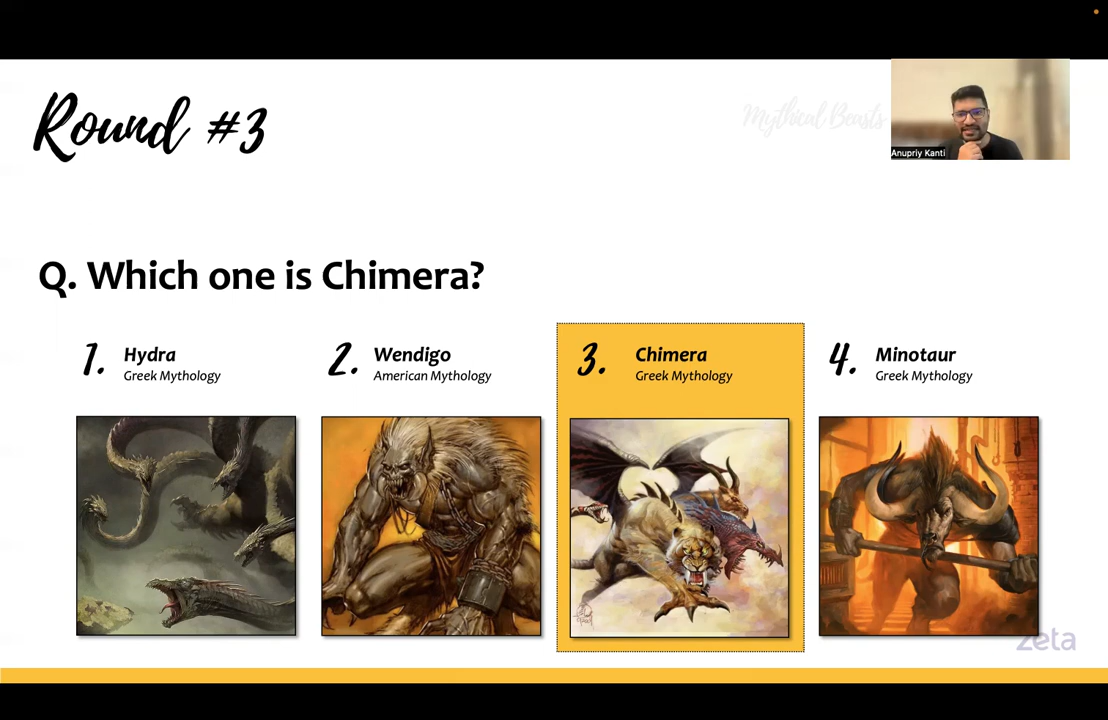 Round #3
Mythical Beasts
Anupriy Kanti
Q. Which one is Chimera?
1. Hydra
Greek Mythology
2. Wendigo
American Mythology
3. Chimera
Greek Mythology
4. Minotaur
Greek Mythology
zeta